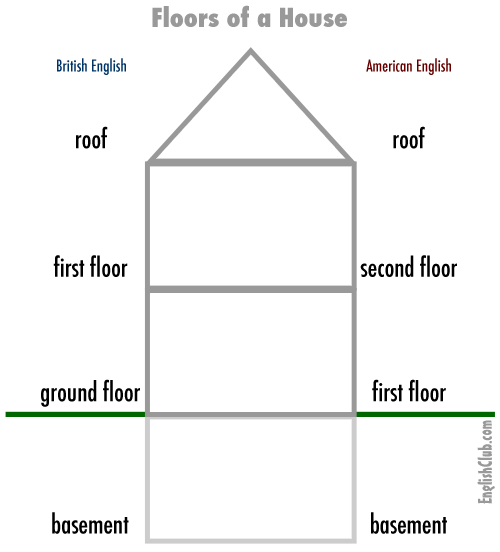 Floors of a House
British English
American English
roof
roof
first floor
second floor
ground floor
first floor
basement
basement
EnglishClub.com